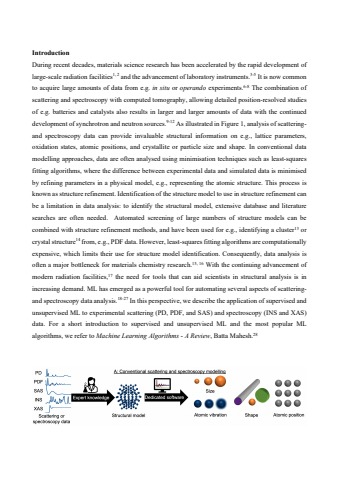 Introduction
During recent decades, materials science research has been accelerated by the rapid development of
large-scale radiation facilities1, 2 and the advancement of laboratory instruments.3-5 It is now common
to acquire large amounts of data from e.g. in situ or operando experiments.6-8 The combination of
scattering and spectroscopy with computed tomography, allowing detailed position-resolved studies
of e.g. batteries and catalysts also results in larger and larger amounts of data with the continued
development of synchrotron and neutron sources.9-12 As illustrated in Figure 1, analysis of scattering-
and spectroscopy data can provide invaluable structural information on e.g., lattice parameters,
oxidation states, atomic positions, and crystallite or particle size and shape. In conventional data
modelling approaches, data are often analysed using minimisation techniques such as least-squares
fitting algorithms, where the difference between experimental data and simulated data is minimised
by refining parameters in a physical model, e.g., representing the atomic structure. This process is
known as structure refinement. Identification of the structure model to use in structure refinement can
be a limitation in data analysis: to identify the structural model, extensive database and literature
searches are often needed. Automated screening of large numbers of structure models can be
combined with structure refinement methods, and have been used for e.g., identifying a cluster13 or
crystal structure14 from, e.g., PDF data. However, least-squares fitting algorithms are computationally
expensive, which limits their use for structure model identification. Consequently, data analysis is
often a major bottleneck for materials chemistry research.15, 16 With the continuing advancement of
modern radiation facilities,17 the need for tools that can aid scientists in structural analysis is in
increasing demand. ML has emerged as a powerful tool for automating several aspects of scattering-
and spectroscopy data analysis.18-27 In this perspective, we describe the application of supervised and
unsupervised ML to experimental scattering (PD, PDF, and SAS) and spectroscopy (INS and XAS)
data. For a short introduction to supervised and unsupervised ML and the most popular ML
algorithms, we refer to Machine Learning Algorithms - A Review, Batta Mahesh.28
A: Conventional scattering and spectroscopy modelling
PD
PDF
SAS
INS
XAS
Scattering or
spectroscopy data
Expert knowledge
Structural model
Dedicated software
Size
Atomic vibration
Shape
Atomic position